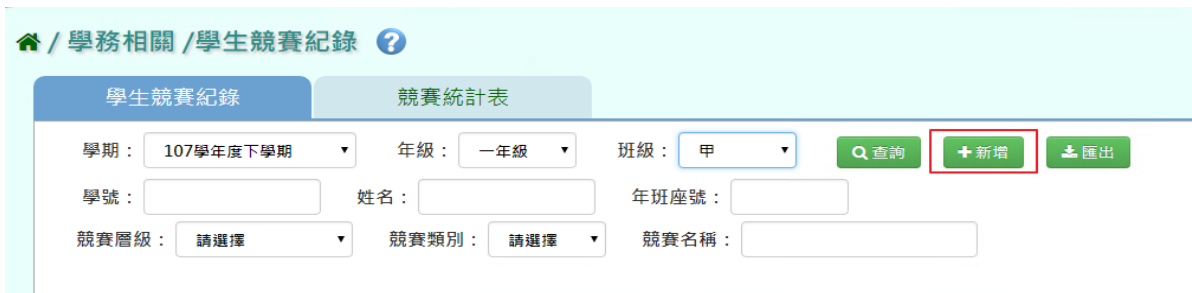 / 學務相關 /學生競賽紀錄 ?
學生競賽紀錄 競賽統計表
學期： 107學年度下學期 年級： 一年級 班級： 甲 查詢 新增 匯出
學號： 姓名： 年班座號：
競賽層級： 請選擇 競賽類別： 請選擇 競賽名稱：